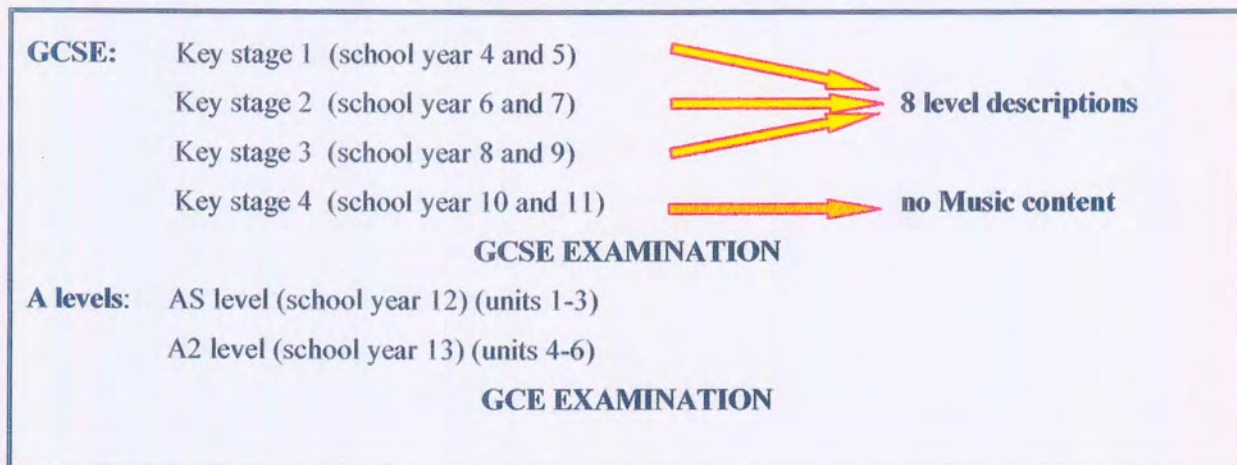 GCSE: Key stage 1 (school year 4 and 5)
Key stage 2 (school year 6 and 7) 8 level descriptions
Key stage 3 (school year 8 and 9)
Key stage 4 (school year 10 and 11) no Music content
GCSE EXAMINATION
A levels: AS level (school year 12) (units 1-3)
A2 level (school year 13) (units 4-6)
GCE EXAMINATION